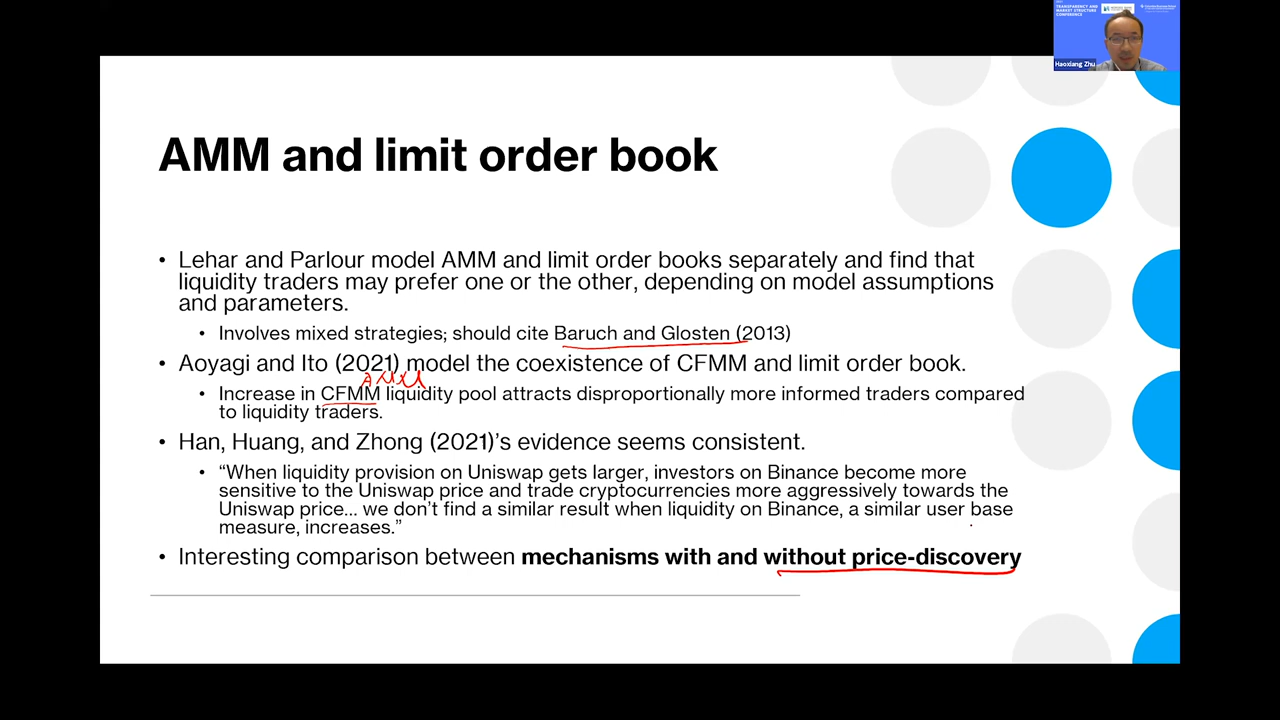 TRANSPARENCY AND
MARKET STRUCTURE
CONFERENCE
Haoxiang Zhu
AMM and limit order book
• Lehar and Parlour model AMM and limit order books separately and find that
liquidity traders may prefer one or the other, depending on model assumptions
and parameters.
• Involves mixed strategies; should cite Baruch and Glosten (2013)
• Aoyagi and Ito (2021) model the coexistence of CFMM and limit order book.
AMM
• Increase in CFMM liquidity pool attracts disproportionally more informed traders compared
to liquidity traders.
• Han, Huang, and Zhong (2021)'s evidence seems consistent.
• “When liquidity provision on Uniswap gets larger, investors on Binance become more
sensitive to the Uniswap price and trade cryptocurrencies more aggressively towards the
Uniswap price... we don't find a similar result when liquidity on Binance, a similar user base
measure, increases.”
• Interesting comparison between mechanisms with and without price-discovery